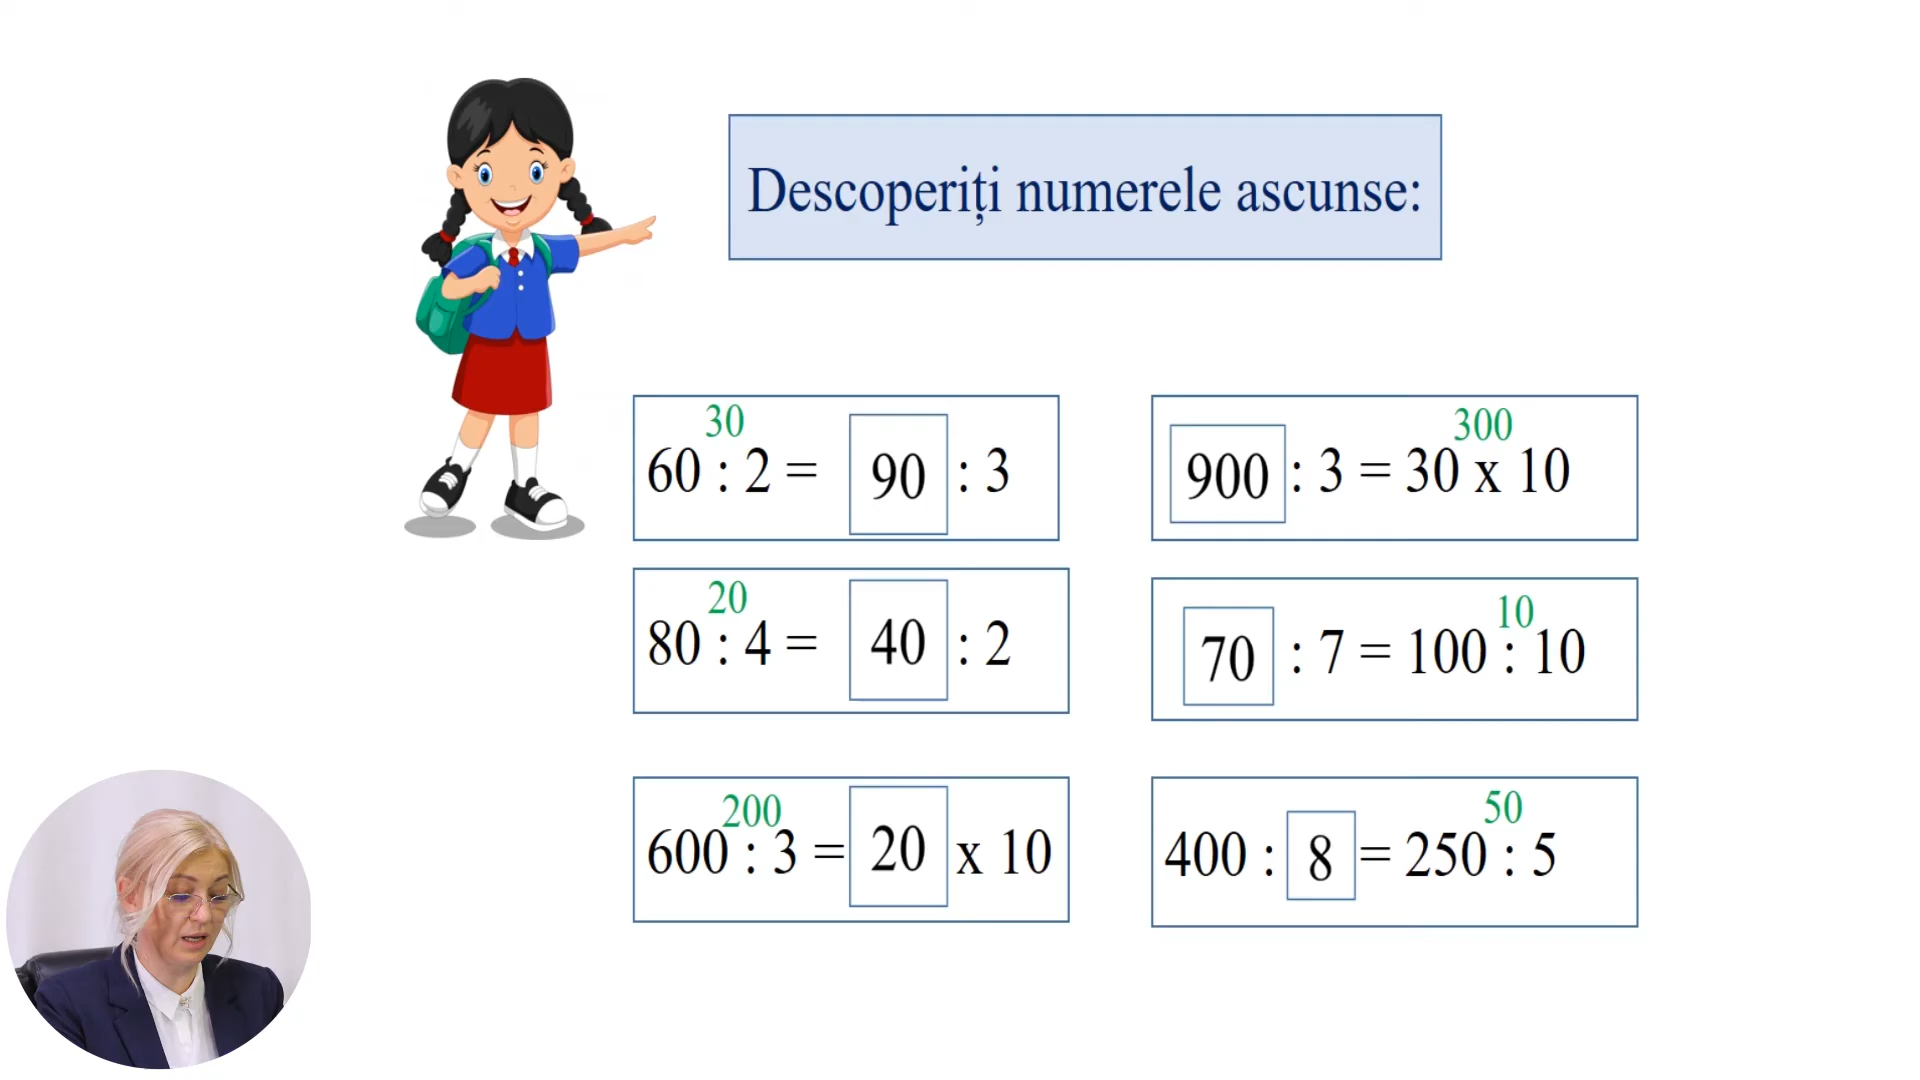 Descoperiți numerele ascunse:
30
60 : 2 = 90 : 3
300
900 : 3 = 30 x 10
20
80 : 4 = 40 : 2
10
70 : 7 = 100 : 10
200
600 : 3 = 20 x 10
50
400 : 8 = 250 : 5